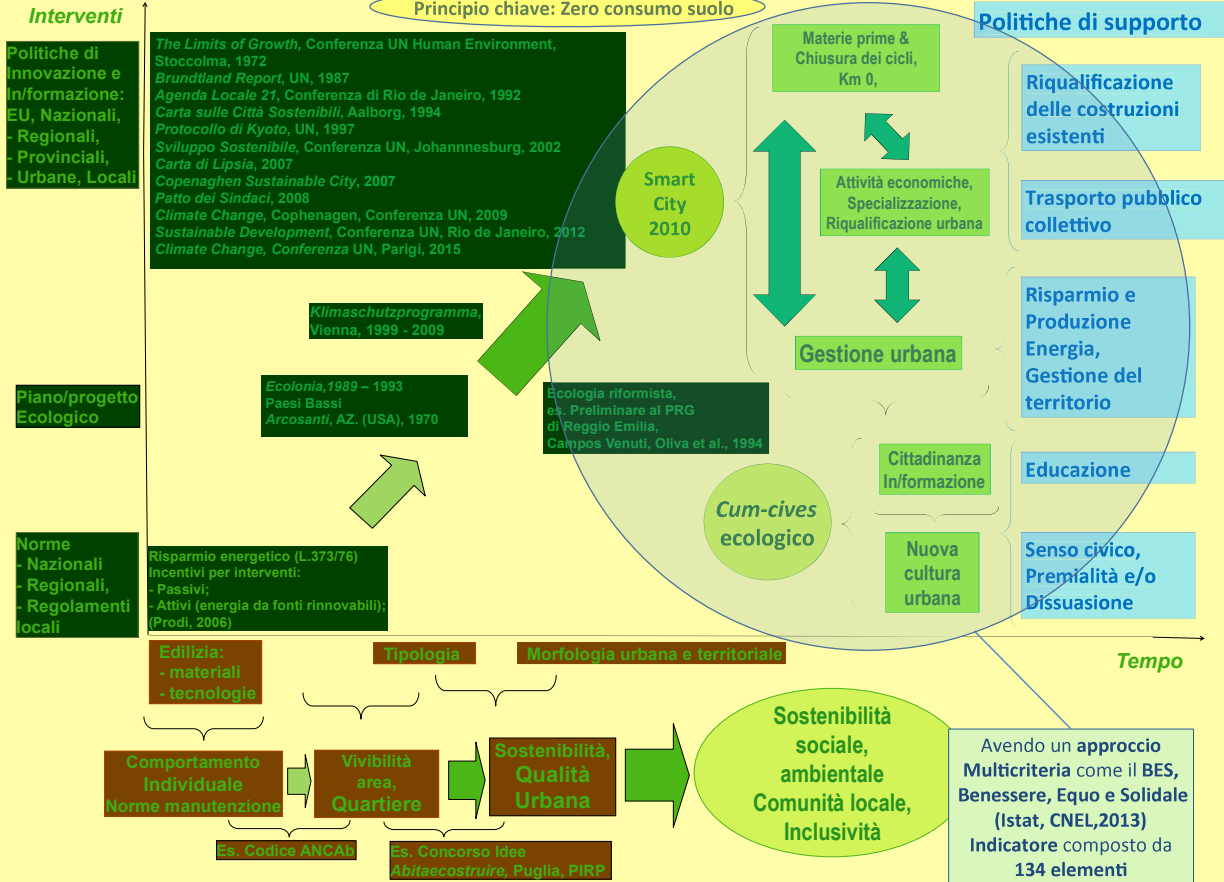 Interventi
Principio chiave: Zero consumo suolo
Politiche di supporto
Politiche di
Innovazione e
In/formazione:
EU, Nazionali,
- Regionali,
- Provinciali,
- Urbane, Locali
The Limits of Growth, Conferenza UN Human Environment,
Stoccolma, 1972
Brundtland Report, UN, 1987
Agenda Locale 21, Conferenza di Rio de Janeiro, 1992
Carta sulle Città Sostenibili, Aalborg, 1994
Protocollo di Kyoto, UN, 1997
Sviluppo Sostenibile, Conferenza UN, Johannnesburg, 2002
Carta di Lipsia, 2007
Copenaghen Sustainable City, 2007
Patto dei Sindaci, 2008
Climate Change, Cophenagen, Conferenza UN, 2009
Sustainable Development, Conferenza UN, Rio de Janeiro, 2012
Climate Change, Conferenza UN, Parigi, 2015
Smart
City
2010
Materie prime &
Chiusura dei cicli,
Km 0,
Attività economiche,
Specializzazione,
Riqualificazione urbana
Gestione urbana
Riqualificazione
delle costruzioni
esistenti
Trasporto pubblico
collettivo
Risparmio e
Produzione
Energia,
Gestione del
territorio
Klimaschutzprogramma,
Vienna, 1999 - 2009
Piano/progetto
Ecologico
Ecolonia,1989 – 1993
Paesi Bassi
Arcosanti, AZ. (USA), 1970
Ecologia riformista,
es. Preliminare al PRG
di Reggio Emilia,
Campos Venuti, Oliva et al., 1994
Cum-cives
ecologico
Cittadinanza
In/formazione
Nuova
cultura
urbana
Educazione
Senso civico,
Premialità e/o
Dissuasione
Norme
- Nazionali
- Regionali,
- Regolamenti
locali
Risparmio energetico (L.373/76)
Incentivi per interventi:
- Passivi;
- Attivi (energia da fonti rinnovabili);
(Prodi, 2006)
Tempo
Edilizia:
- materiali
- tecnologie
Tipologia
Morfologia urbana e territoriale
Comportamento
Individuale
Norme manutenzione
Vivibilità
area,
Quartiere
Sostenibilità,
Qualità
Urbana
Sostenibilità
sociale,
ambientale
Comunità locale,
Inclusività
Es. Codice ANCAb
Es. Concorso Idee
Abitaecostruire, Puglia, PIRP
Avendo un approccio
Multicriteria come il BES,
Benessere, Equo e Solidale
(Istat, CNEL,2013)
Indicatore composto da
134 elementi